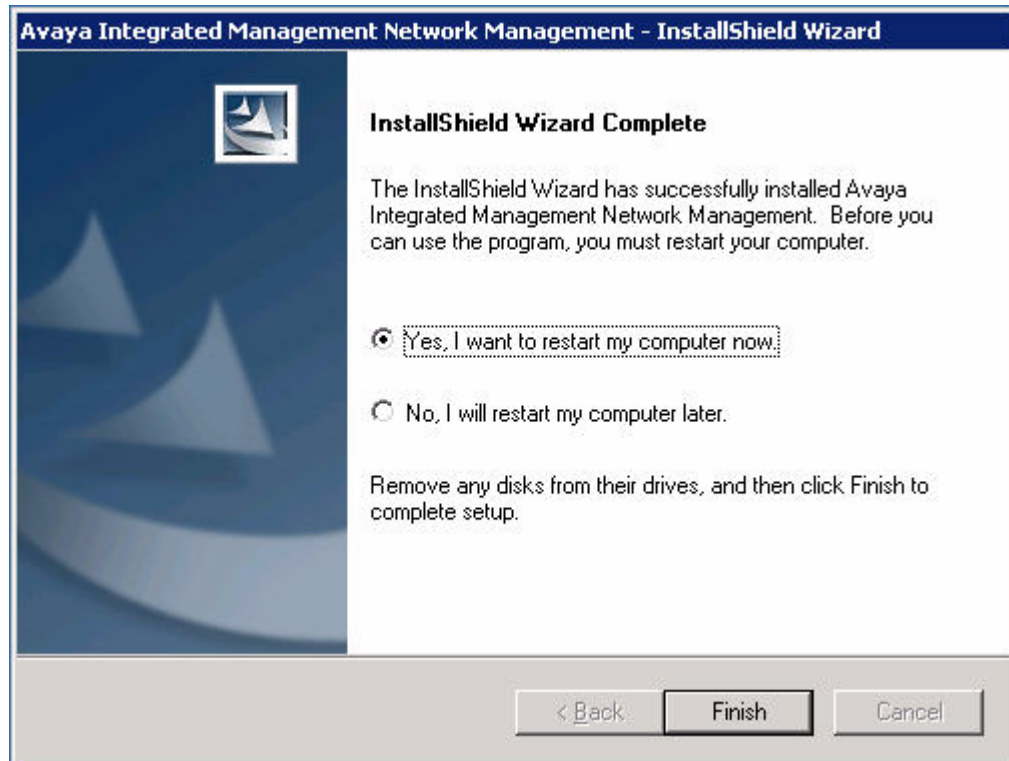 Avaya Integrated Management Network Management - InstallShield Wizard
InstallShield Wizard Complete
The InstallShield Wizard has successfully installed Avaya
Integrated Management Network Management.  Before you
can use the program, you must restart your computer.
Yes, I want to restart my computer now.
No, I will restart my computer later.
Remove any disks from their drives, and then click Finish to
complete setup.
< Back
Finish
Cancel